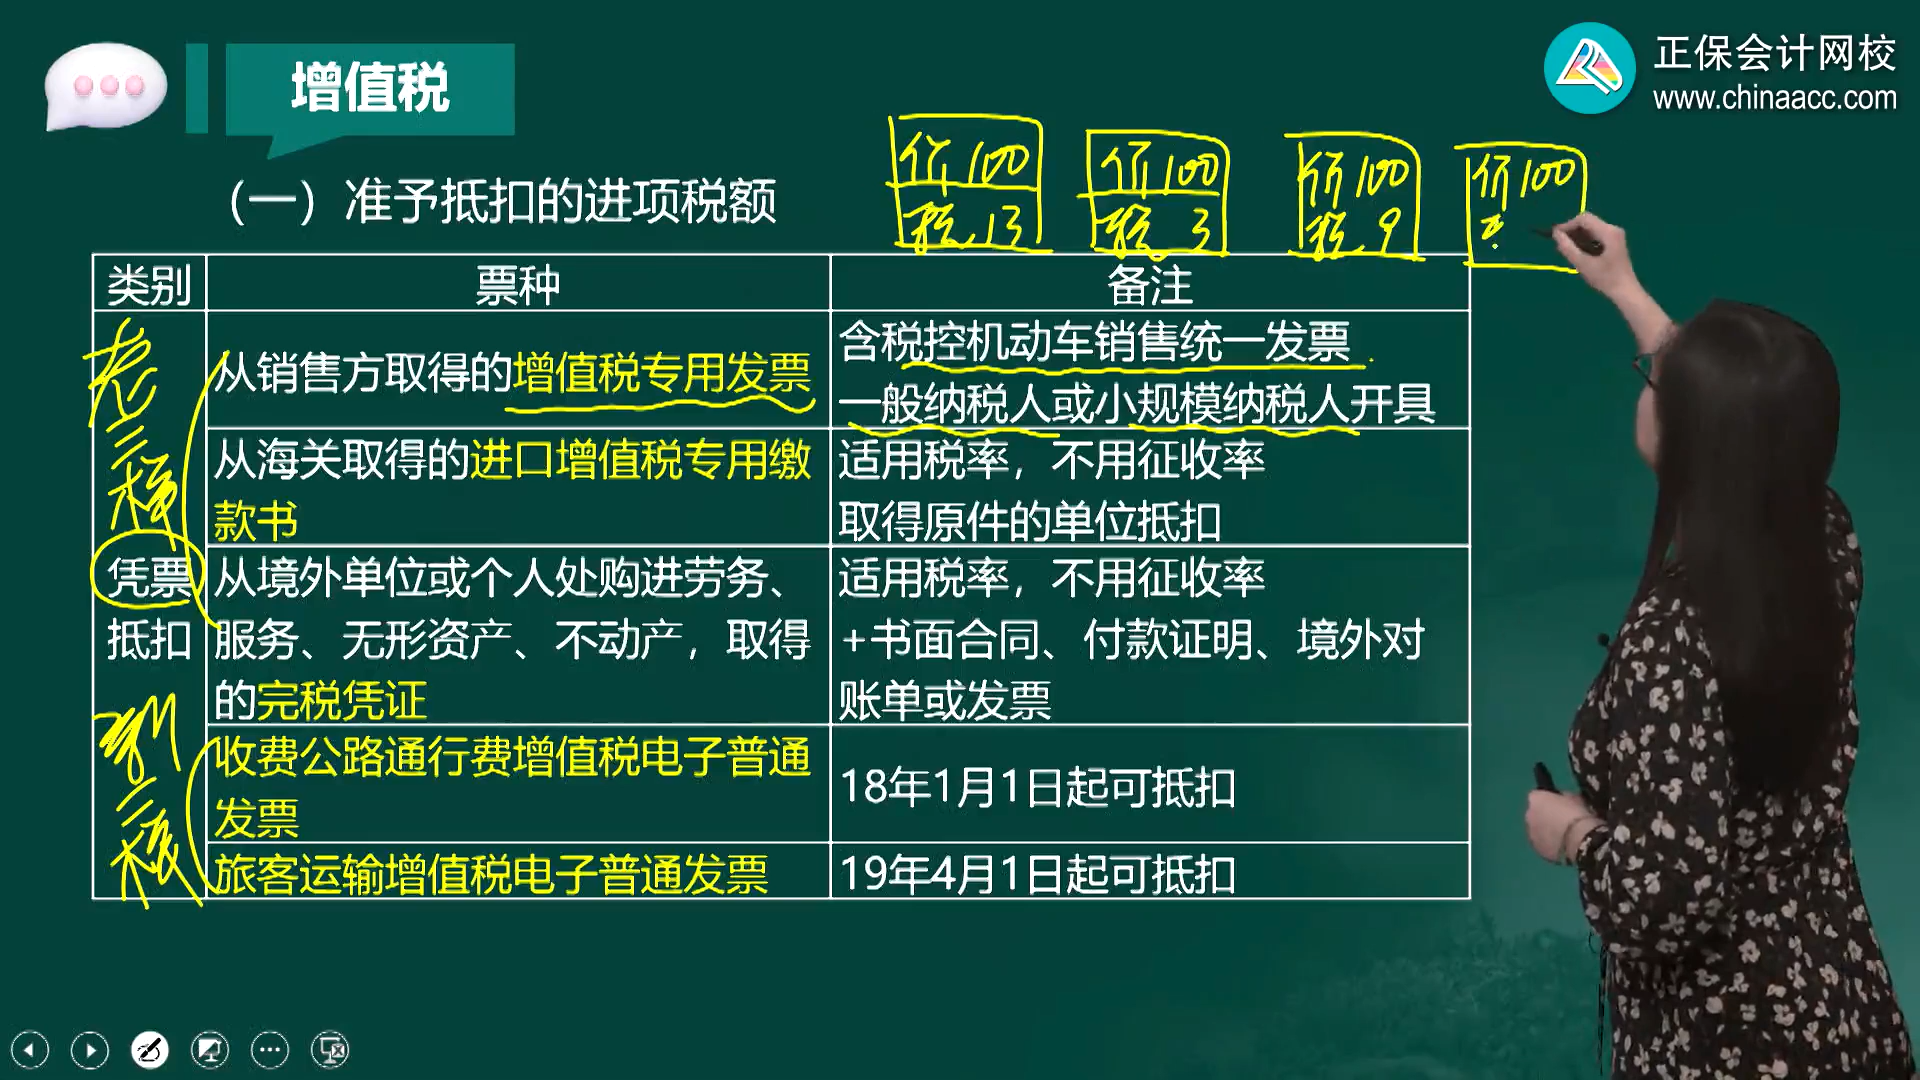 增值税
正保会计网校
www.chinaacc.com
（一）准予抵扣的进项税额
价100
税13
价100
税3
价100
税9
价100
类别
票种
备注
老三样
凭票
抵扣
新二样
从销售方取得的增值税专用发票
含税控机动车销售统一发票
一般纳税人或小规模纳税人开具
从海关取得的进口增值税专用缴
款书
适用税率，不用征收率
取得原件的单位抵扣
从境外单位或个人处购进劳务、
服务、无形资产、不动产，取得
的完税凭证
适用税率，不用征收率
+书面合同、付款证明、境外对
账单或发票
收费公路通行费增值税电子普通
发票
18年1月1日起可抵扣
旅客运输增值税电子普通发票
19年4月1日起可抵扣